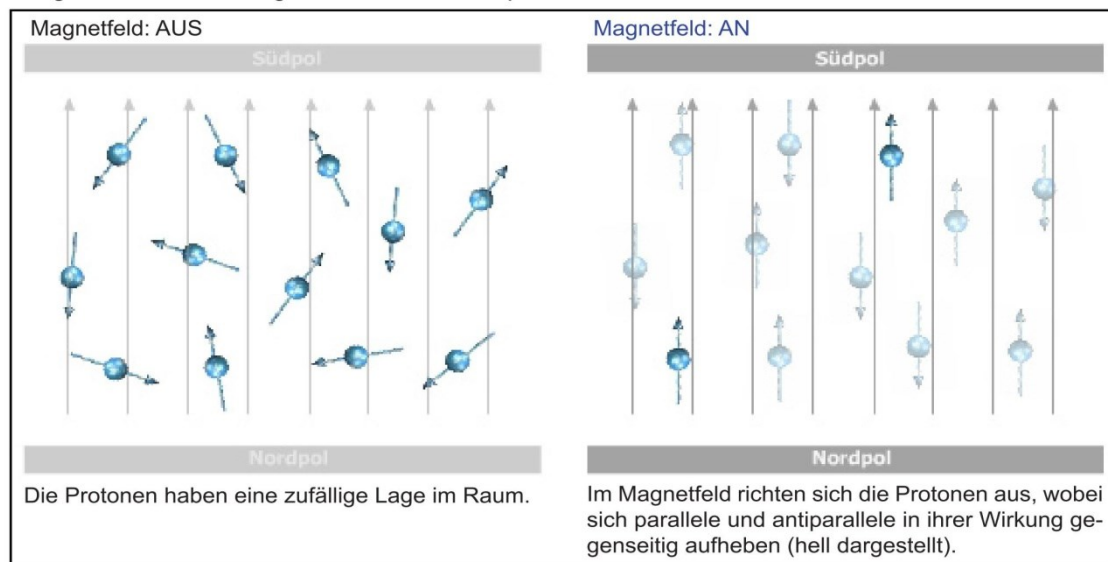 Magnetfeld: AUS
Südpol
Nordpol
Die Protonen haben eine zufällige Lage im Raum.
Magnetfeld: AN
Südpol
Nordpol
Im Magnetfeld richten sich die Protonen aus, wobei
sich parallele und antiparallele in ihrer Wirkung ge-
genseitig aufheben (hell dargestellt).